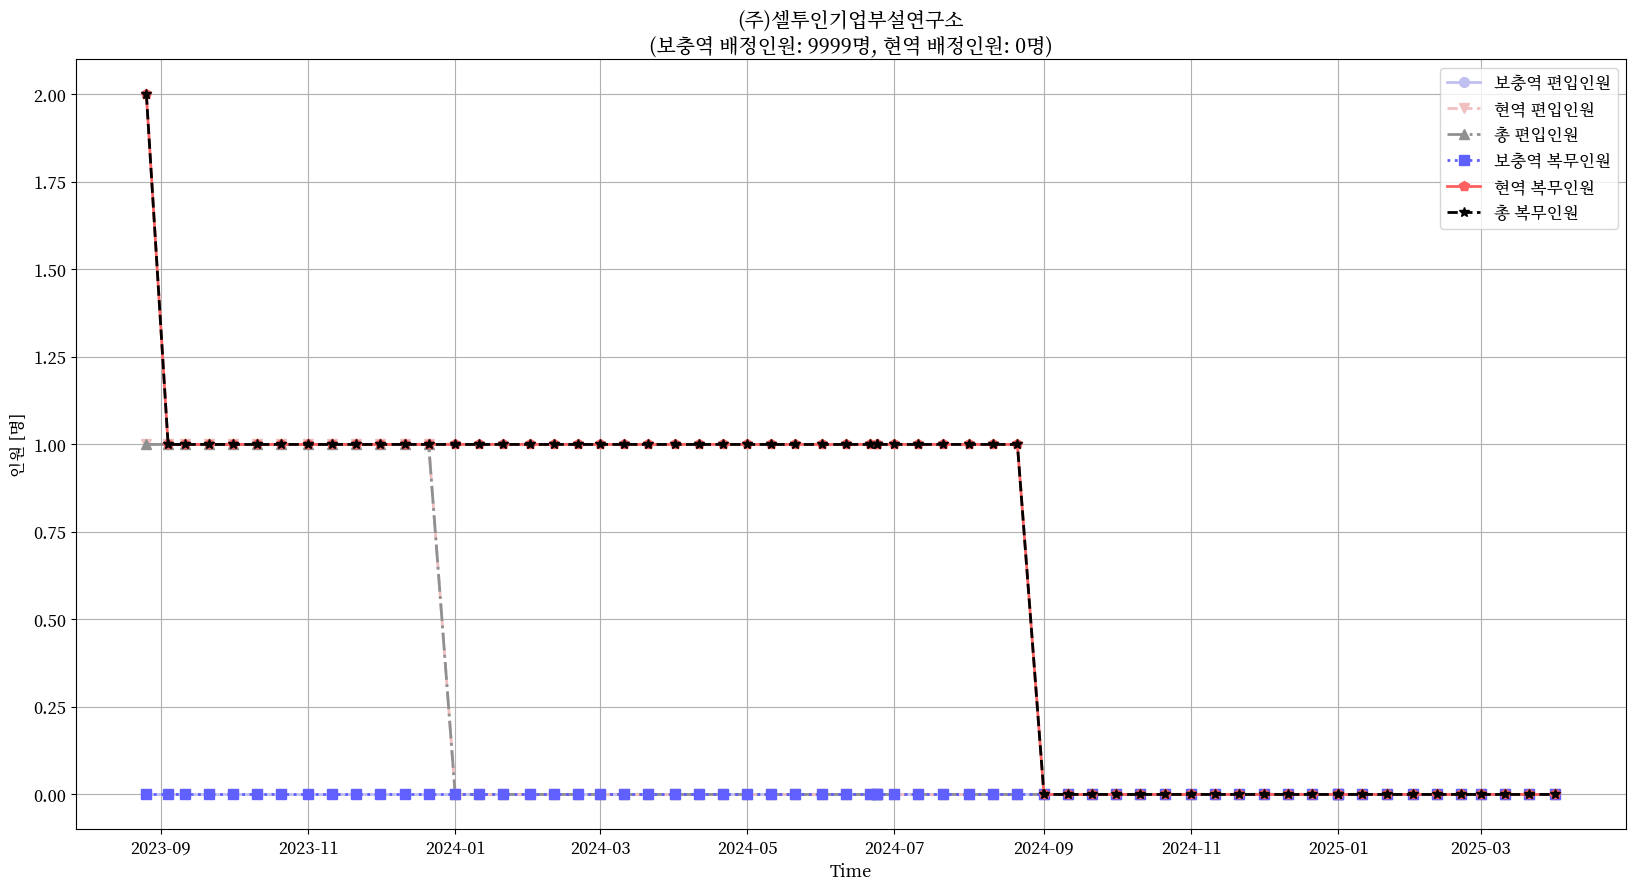 (주)셀투인기업부설연구소
(보충역 배정인원: 9999명, 현역 배정인원: 0명)
보충역 편입인원
현역 편입인원
총 편입인원
보충역 복무인원
현역 복무인원
총 복무인원
2.00
1.75
1.50
1.25
1.00
0.75
0.50
0.25
0.00
인원 [명]
2023-09 2023-11 2024-01 2024-03 2024-05 2024-07 2024-09 2024-11 2025-01 2025-03
Time